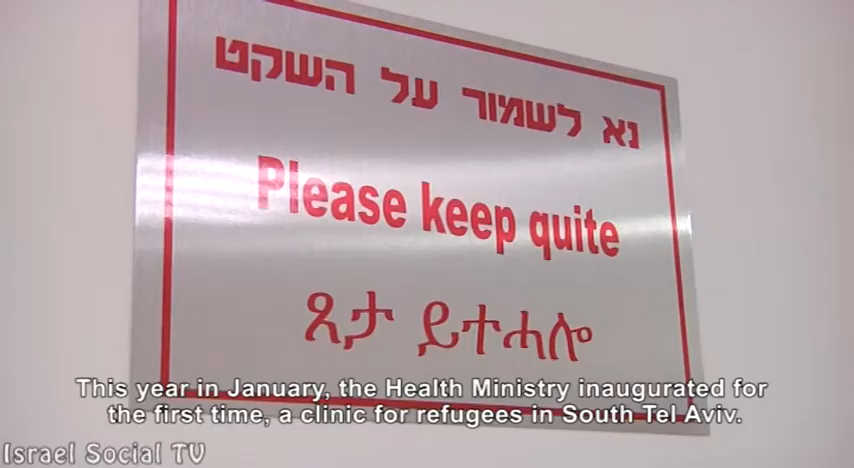 נא לשמור על השקט
Please keep quite
ጸታ ይተሓሎ
This year in January, the Health Ministry inaugurated for
the first time, a clinic for refugees in South Tel Aviv.
Israel Social TV